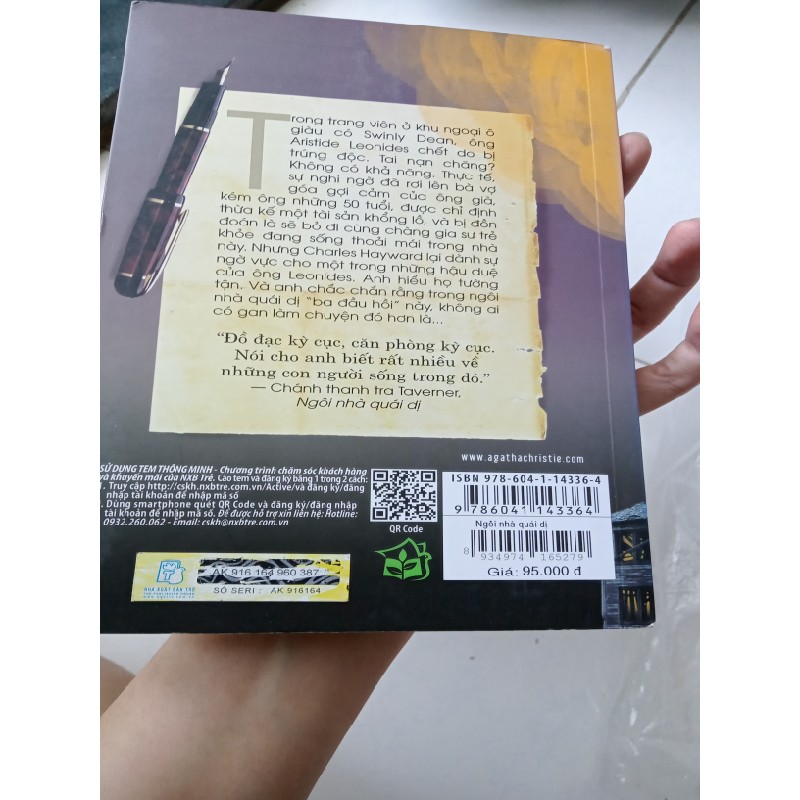 Trong trang viên ở khu ngoại ô
giàu có Swinly Dean, ông
Aristide Leonides chết do bị
trúng độc. Tai nạn chăng?
Không có khả năng. Thực tế,
sự nghi ngờ đã rơi lên bà vợ
góa gợi cảm của ông già,
kém ông những 50 tuổi, được chỉ định
thừa kế một tài sản khổng lồ và bị đồn
đoán là sẽ bỏ đi cùng chàng gia sư trẻ
khỏe đang sống thoải mái trong nhà
này. Nhưng Charles Hayward lại dành sự
ngờ vực cho một trong những hậu duệ
của ông Leonides. Anh hiểu họ tường
tận. Và anh chắc chắn rằng trong ngôi
nhà quái dị “ba đầu hồi” này, không ai
có gan làm chuyện đó hơn là...
“Đồ đạc kỳ cục, căn phòng kỳ cục.
Nói cho anh biết rất nhiều về
những con người sống trong đó.”
— Chánh thanh tra Taverner,
Ngôi nhà quái dị
www.agathachristie.com
SỬ DỤNG TEM THÔNG MINH - Chương trình chăm sóc khách hàng
và khuyến mãi của NXB Trẻ. Cào tem và đăng ký bằng 1 trong 2 cách:
1. Truy cập http://cskh.nxbtre.com.vn/Active/và đăng ký/đăng
nhập tài khoản để nhập mã số
. Dùng smartphone quét QR Code và đăng ký/đăng nhập
tài khoản để nhập mã số. Để được hỗ trợ xin liên hệ: Hotline:
0932.260.062 - Email: cskh@nxbtre.com.vn
QR Code
ISBN 978-604-1-14336-4
9 786041 143364
Ngôi nhà quái dị
8 934974 165279
Giá: 95.000 đ
NHÀ XUẤT BẢN TRẺ
AK 916 164 960 387
SỐ SERI : AK 916164